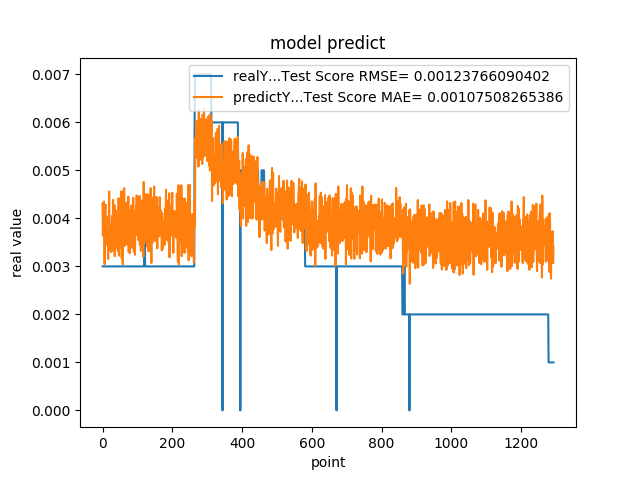 model predict
realY...Test Score RMSE= 0.00123766090402
predictY...Test Score MAE= 0.00107508265386
0.007
0.006
0.005
0.004
0.003
0.002
0.001
0.000
real value
0 200 400 600 800 1000 1200
point